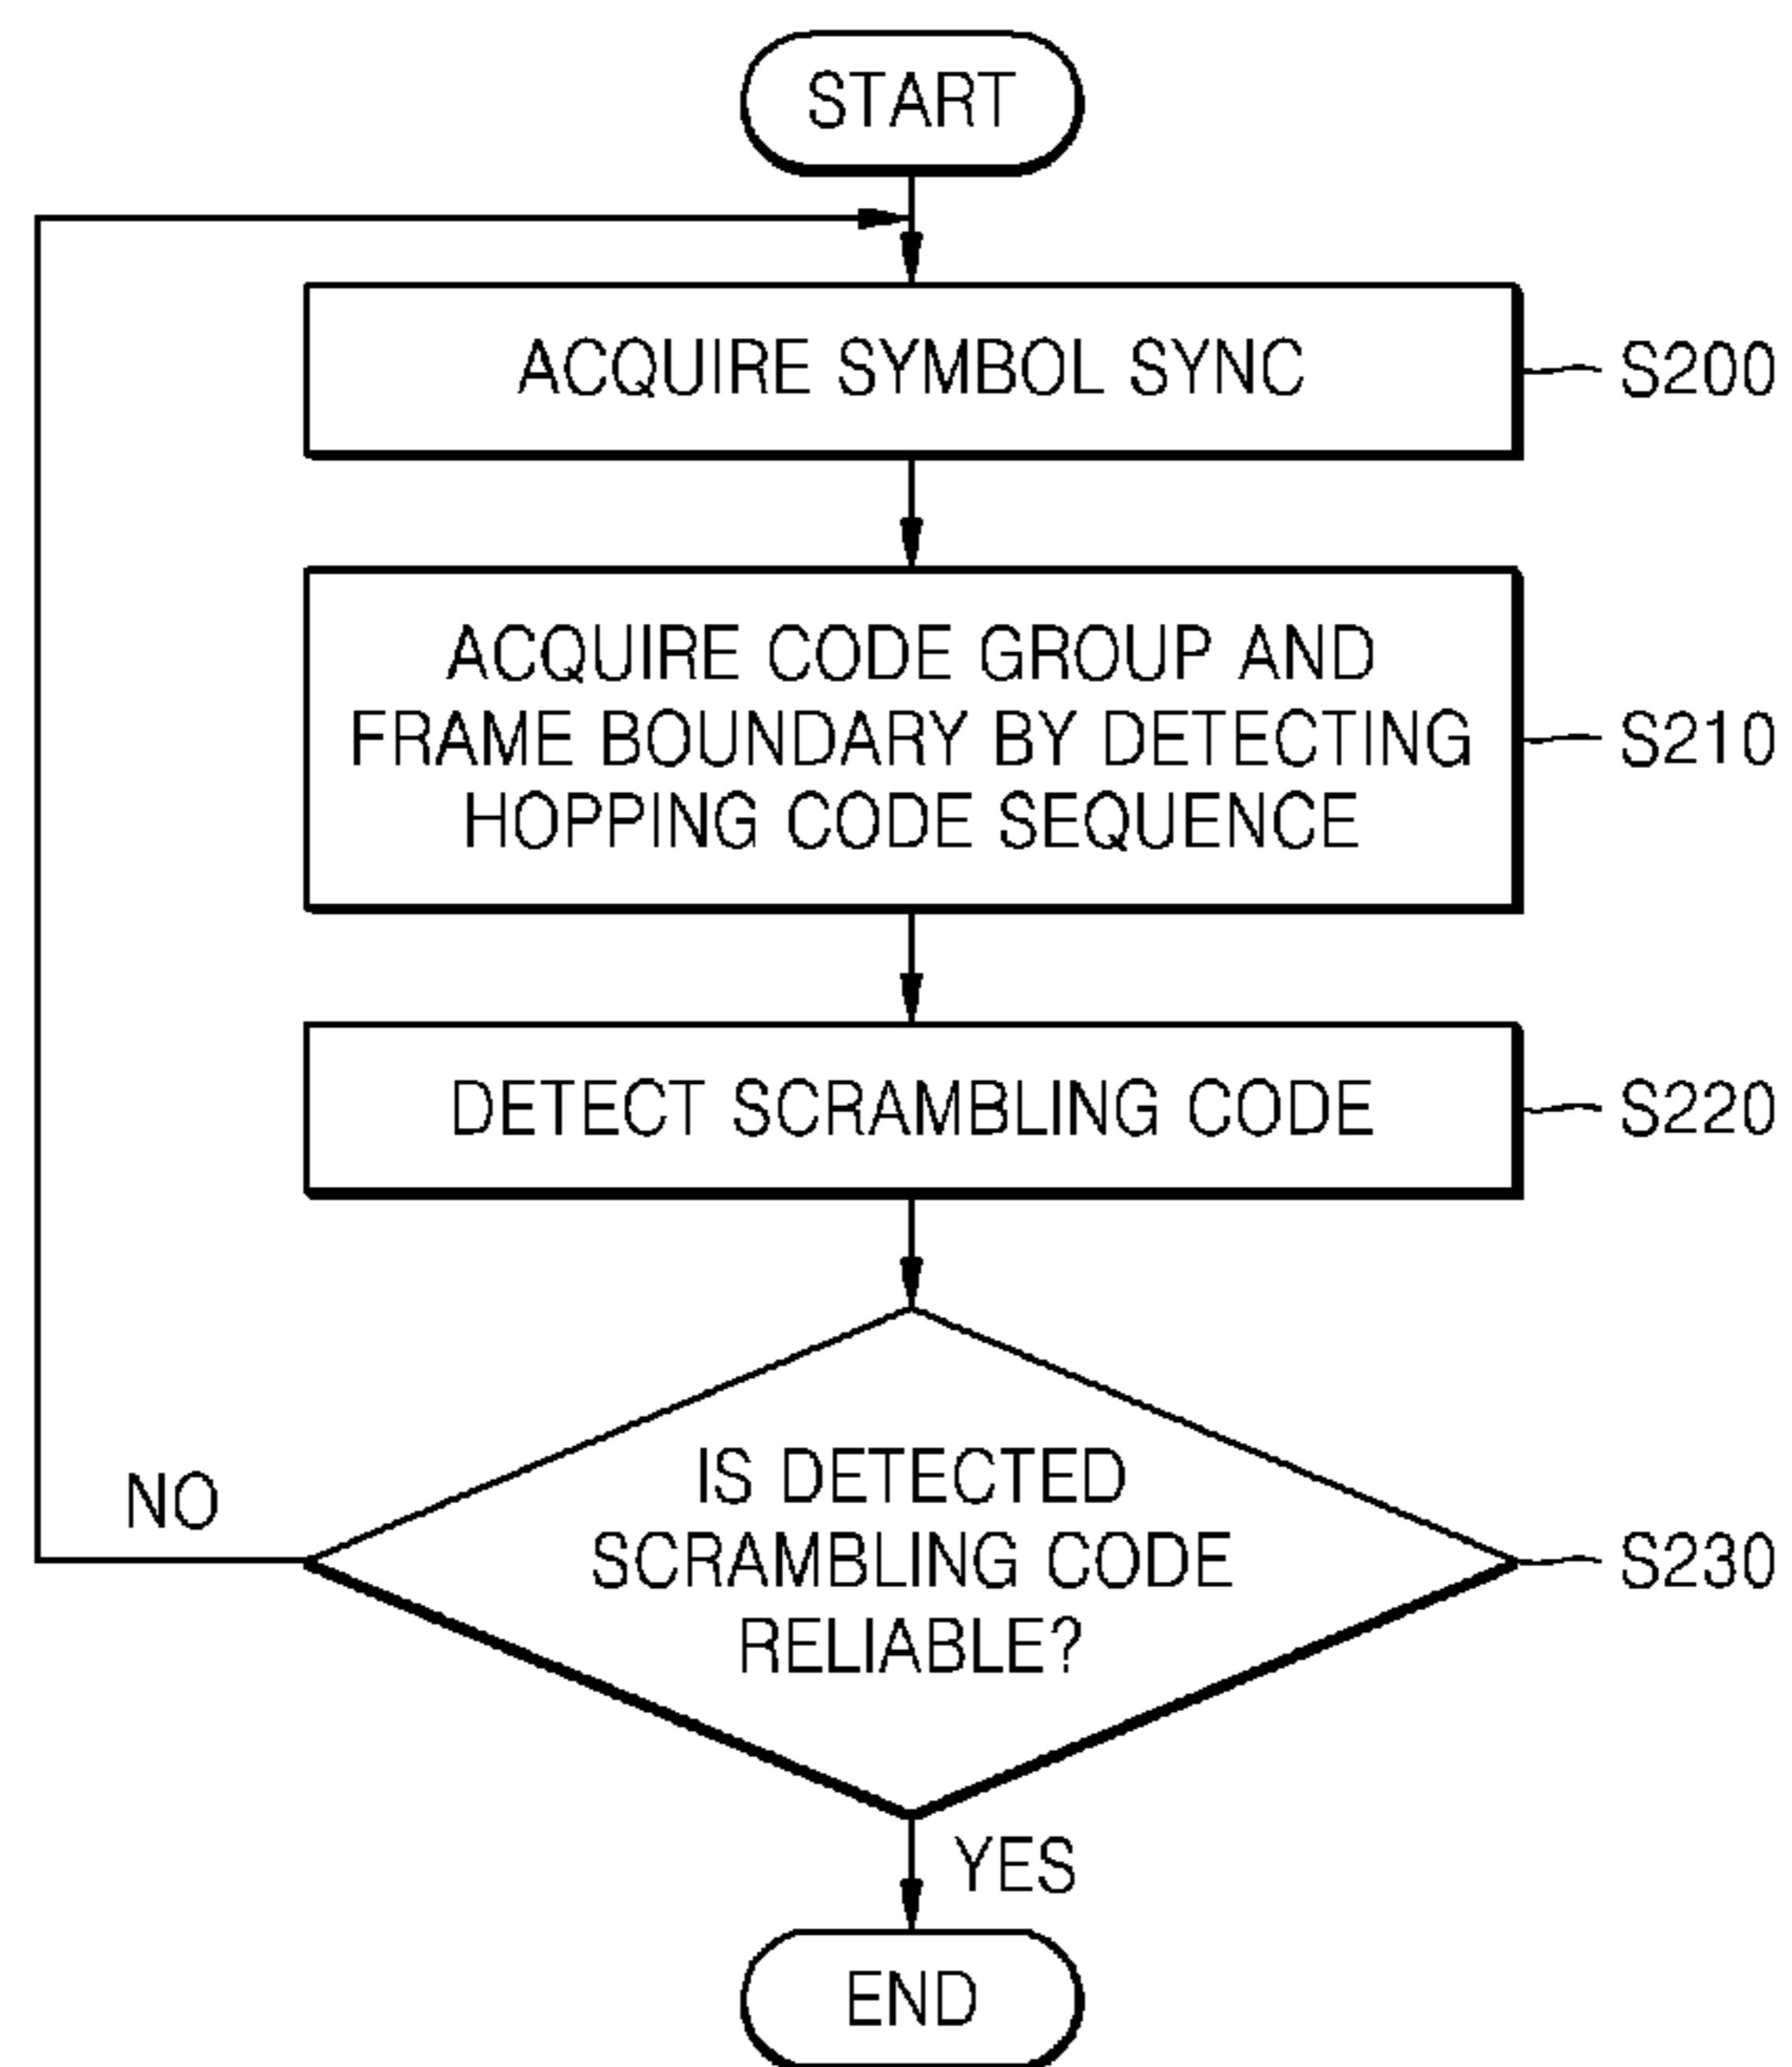 START
ACQUIRE SYMBOL SYNC
S200
ACQUIRE CODE GROUP AND
FRAME BOUNDARY BY DETECTING
HOPPING CODE SEQUENCE
S210
DETECT SCRAMBLING CODE
S220
IS DETECTED
SCRAMBLING CODE
RELIABLE?
S230
NO
YES
END